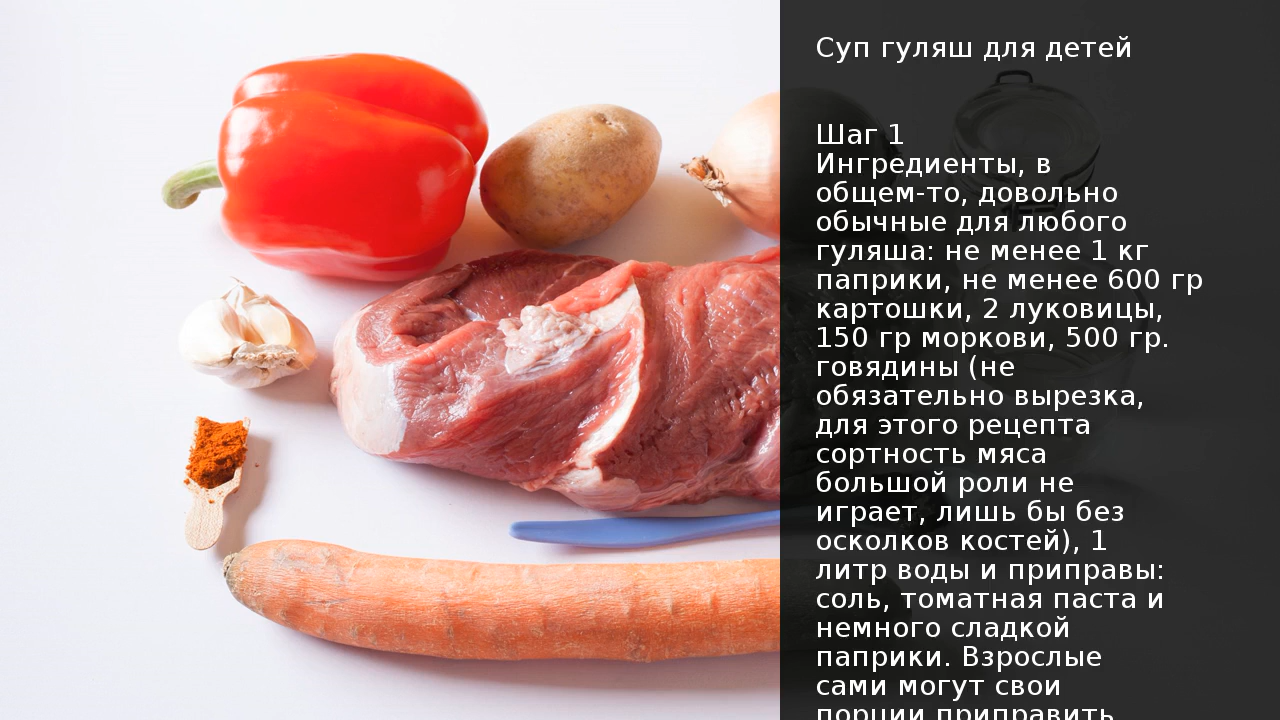 Суп гуляш для детей
Шаг 1
Ингредиенты, в
общем-то, довольно
обычные для любого
гуляша: не менее 1 кг
паприки, не менее 600 гр
картошки, 2 луковицы,
150 гр моркови, 500 гр.
говядины (не
обязательно вырезка,
для этого рецепта
сортность мяса
большой роли не
играет, лишь бы без
осколков костей), 1
литр воды и приправы:
соль, томатная паста и
немного сладкой
паприки. Взрослые
сами могут свои
порции приправить